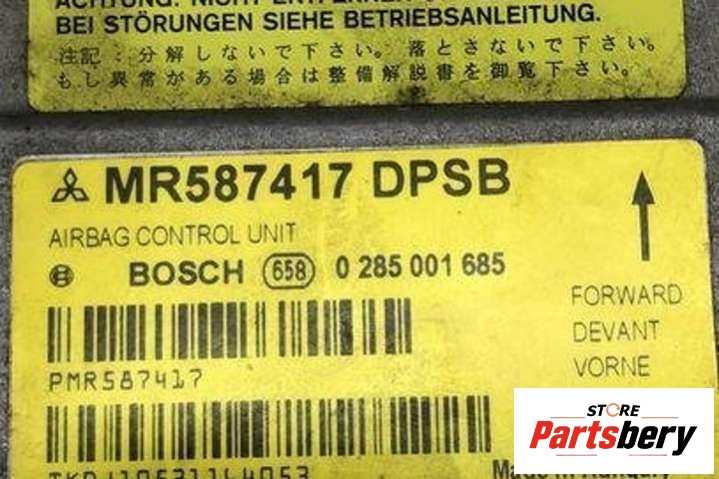 BEI STÖRUNGEN SIEHE BETRIEBSANLEITUNG.
注記：分解しないで下さい。落とさないで下さい。
もし異常がある場合は整備解説書を御覧下さい。
MR587417 DPSB
AIRBAG CONTROL UNIT
BOSCH 658 0 285 001 685
FORWARD
DEVANT
VORNE
PMR587417
Made in Hungary
STORE
Partsbery